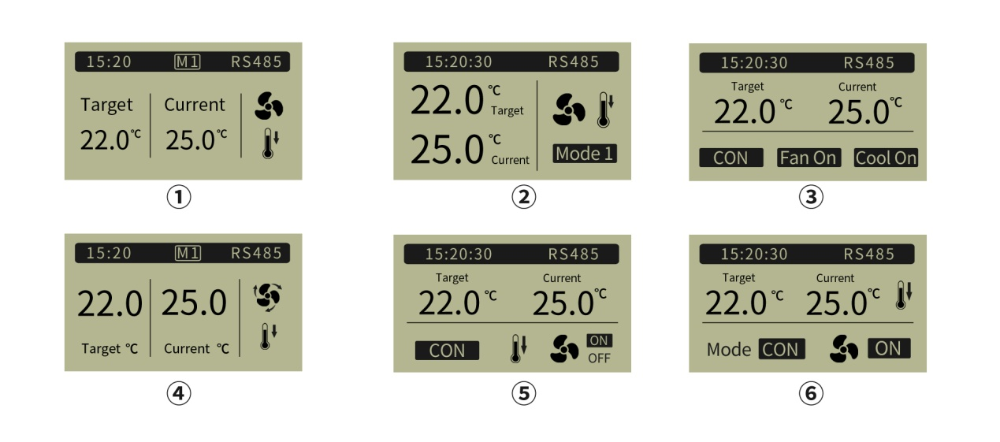 15:20 M1 RS485
Target Current
22.0℃ 25.0℃
①
15:20:30 RS485
22.0℃ Target
25.0℃ Current
Mode 1
②
15:20:30 RS485
Target Current
22.0℃ 25.0℃
CON Fan On Cool On
③
15:20 M1 RS485
22.0 25.0
Target ℃ Current ℃
④
15:20:30 RS485
Target Current
22.0℃ 25.0℃
CON ON
OFF
⑤
15:20:30 RS485
Target Current
22.0℃ 25.0℃
Mode CON ON
⑥